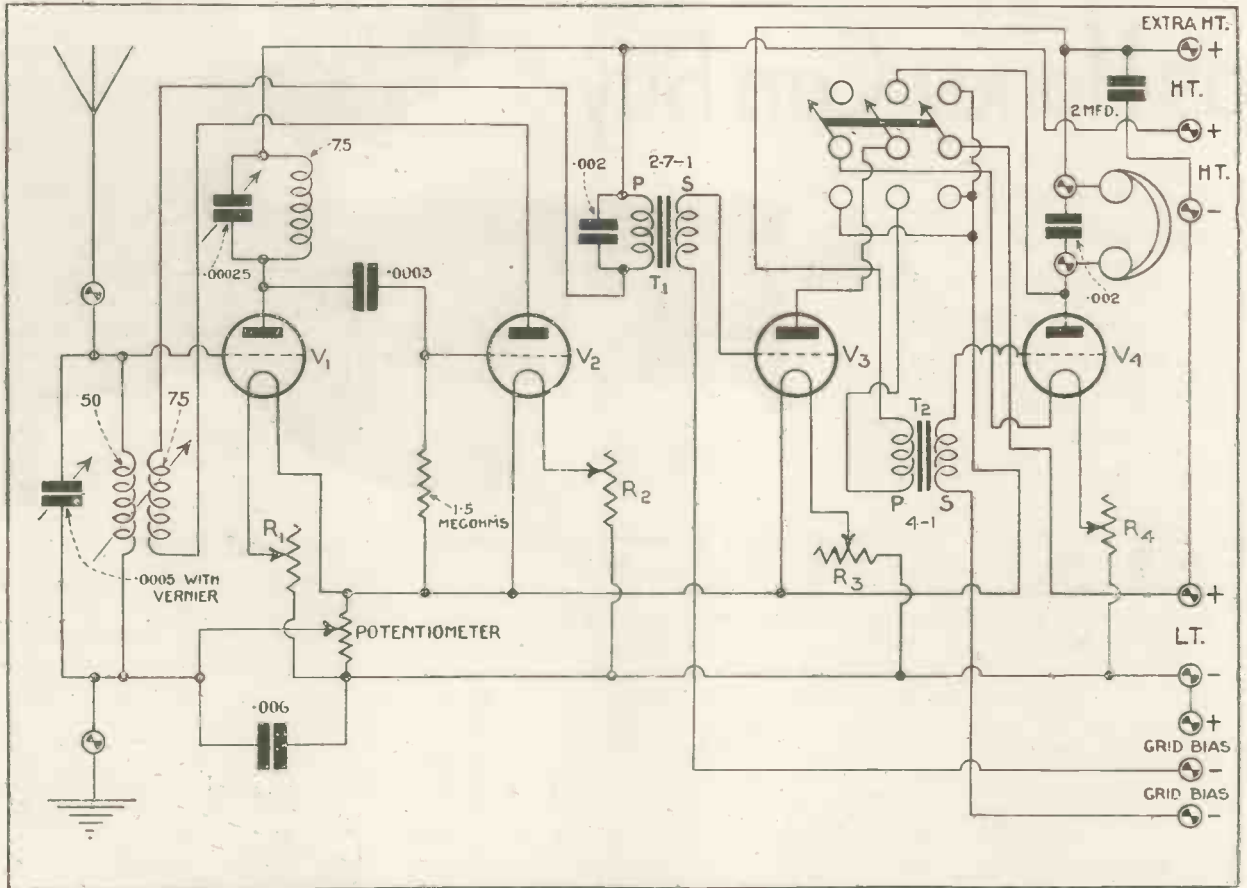 EXTRA HT.
+
HT.
2 MFD.
+
HT.
-
75
.00025
.0003
.002
2·7-1
P S
T1
.002
V1
V2
V3
V4
50
75
.0005 WITH
VERNIER
R1
1·5
MEGOHMS
R2
T2
P S
4-1
R3
R4
POTENTIOMETER
+
L.T.
-
+
GRID BIAS
-
GRID BIAS
-
.006